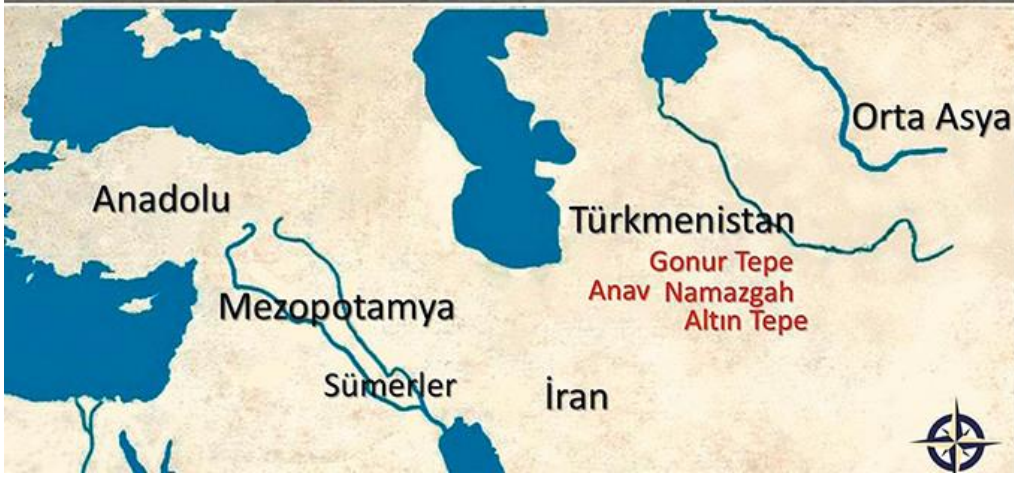 Orta Asya
Anadolu
Türkmenistan
Gonur Tepe
Anav Namazgah
Altın Tepe
Mezopotamya
Sümerler
İran